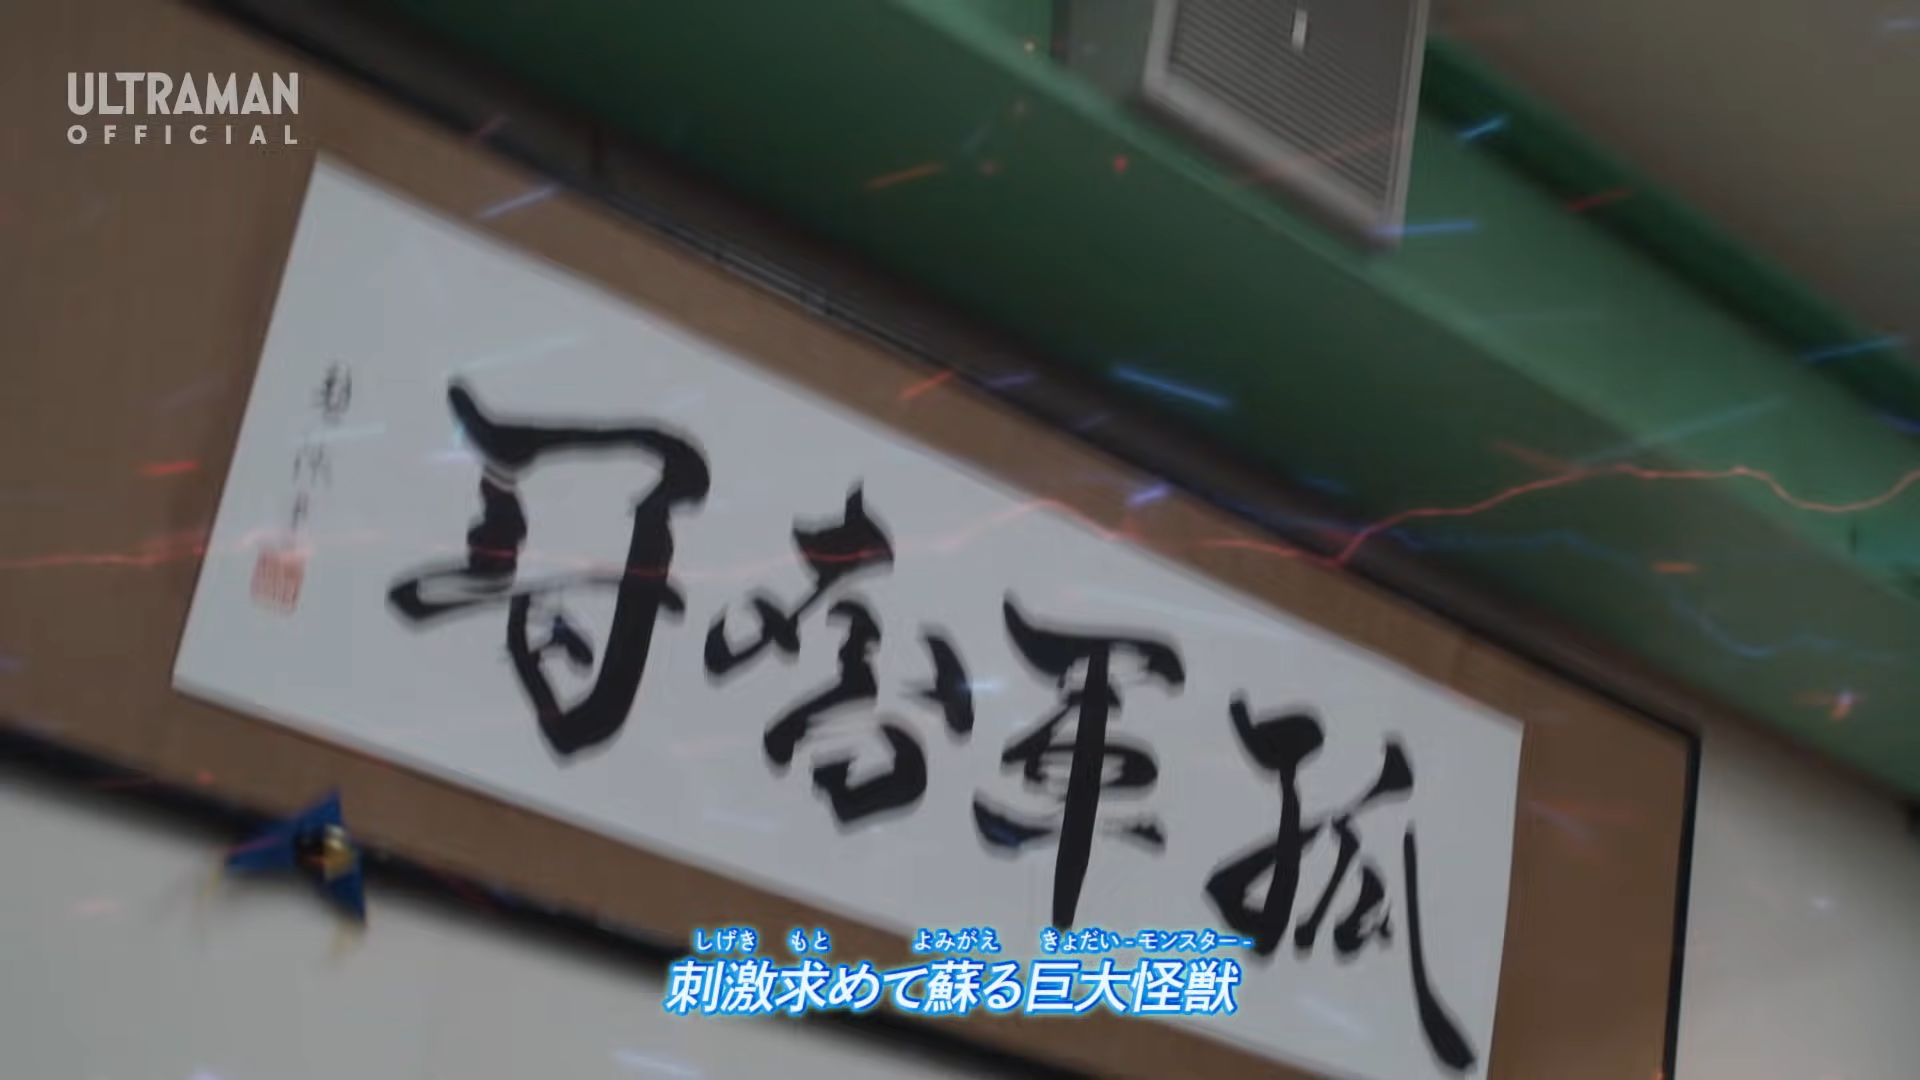 ULTRAMAN
OFFICIAL
孤軍奮闘
しげき もと よみがえ きょだい-モンスター-
刺激求めて蘇る巨大怪獣